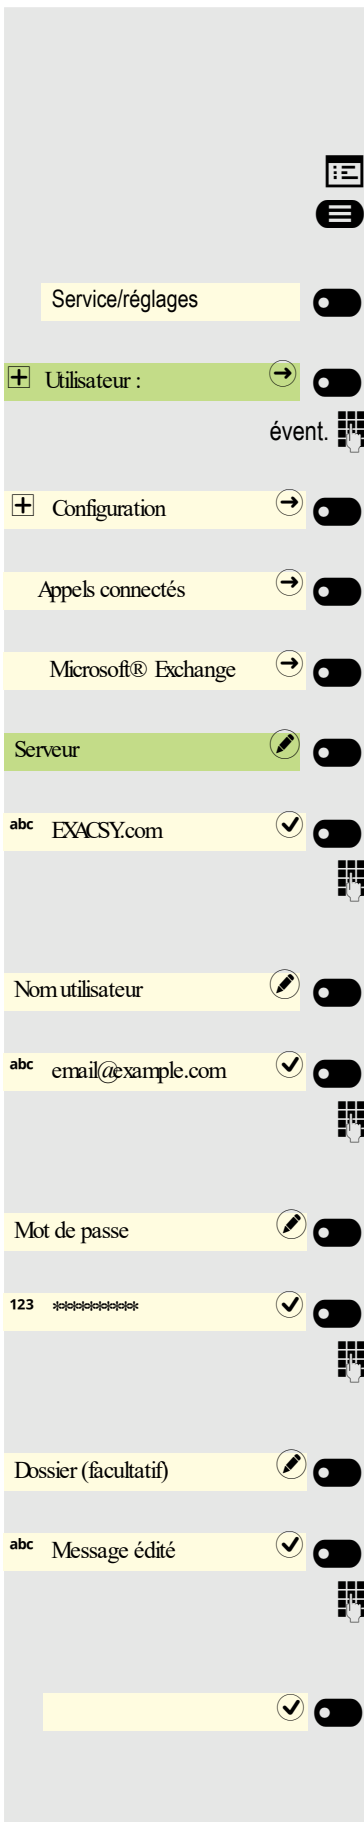 Service/réglages
Utilisateur :
évent.
Configuration
Appels connectés
Microsoft® Exchange
Serveur
abc EXACSY.com
Nom utilisateur
abc email@example.com
Mot de passe
123 **********
Dossier (facultatif)
abc Message édité